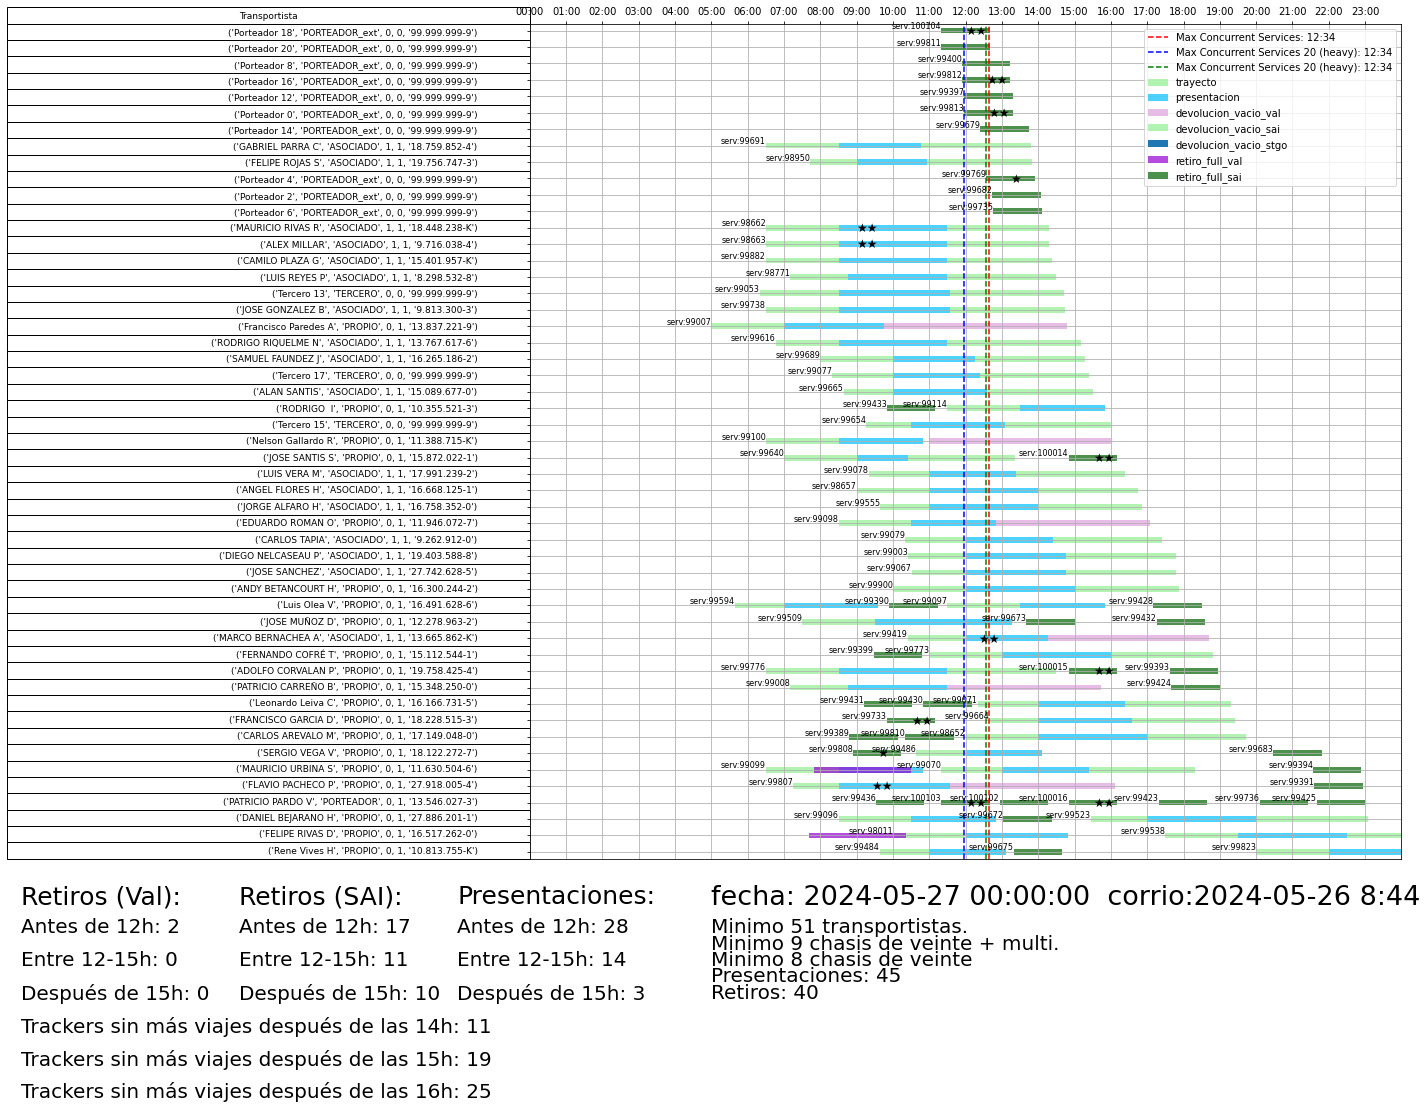 Transportista
00:00 01:00 02:00 03:00 04:00 05:00 06:00 07:00 08:00 09:00 10:00 11:00 12:00 13:00 14:00 15:00 16:00 17:00 18:00 19:00 20:00 21:00 22:00 23:00
Max Concurrent Services: 12:34
Max Concurrent Services 20 (heavy): 12:34
Max Concurrent Services 20 (heavy): 12:34
trayecto
presentacion
devolucion_vacio_val
devolucion_vacio_sai
devolucion_vacio_stgo
retiro_full_val
retiro_full_sai
('Porteador 18', 'PORTEADOR_ext', 0, 0, '99.999.999-9') serv:100104
('Porteador 20', 'PORTEADOR_ext', 0, 0, '99.999.999-9') serv:99811
('Porteador 8', 'PORTEADOR_ext', 0, 0, '99.999.999-9') serv:99400
('Porteador 16', 'PORTEADOR_ext', 0, 0, '99.999.999-9') serv:99812
('Porteador 12', 'PORTEADOR_ext', 0, 0, '99.999.999-9') serv:99397
('Porteador 0', 'PORTEADOR_ext', 0, 0, '99.999.999-9') serv:99813
('Porteador 14', 'PORTEADOR_ext', 0, 0, '99.999.999-9') serv:99679
('GABRIEL PARRA C', 'ASOCIADO', 1, 1, '18.759.852-4') serv:99691
('FELIPE ROJAS S', 'ASOCIADO', 1, 1, '19.756.747-3') serv:98950
('Porteador 4', 'PORTEADOR_ext', 0, 0, '99.999.999-9') serv:99769
('Porteador 2', 'PORTEADOR_ext', 0, 0, '99.999.999-9') serv:99682
('Porteador 6', 'PORTEADOR_ext', 0, 0, '99.999.999-9') serv:99735
('MAURICIO RIVAS R', 'ASOCIADO', 1, 1, '18.448.238-K') serv:98662
('ALEX MILLAR', 'ASOCIADO', 1, 1, '9.716.038-4') serv:98663
('CAMILO PLAZA G', 'ASOCIADO', 1, 1, '15.401.957-K') serv:99882
('LUIS REYES P', 'ASOCIADO', 1, 1, '8.298.532-8') serv:98771
('Tercero 13', 'TERCERO', 0, 0, '99.999.999-9') serv:99053
('JOSE GONZALEZ B', 'ASOCIADO', 1, 1, '9.813.300-3') serv:99738
('Francisco Paredes A', 'PROPIO', 0, 1, '13.837.221-9') serv:99007
('RODRIGO RIQUELME N', 'ASOCIADO', 1, 1, '13.767.617-6') serv:99616
('SAMUEL FAUNDEZ J', 'ASOCIADO', 1, 1, '16.265.186-2') serv:99689
('Tercero 17', 'TERCERO', 0, 0, '99.999.999-9') serv:99077
('ALAN SANTIS', 'ASOCIADO', 1, 1, '15.089.677-0') serv:99665
('RODRIGO  I', 'PROPIO', 0, 1, '10.355.521-3') serv:99433 serv:99114
('Tercero 15', 'TERCERO', 0, 0, '99.999.999-9') serv:99654
('Nelson Gallardo R', 'PROPIO', 0, 1, '11.388.715-K') serv:99100
('JOSE SANTIS S', 'PROPIO', 0, 1, '15.872.022-1') serv:99640 serv:100014
('LUIS VERA M', 'ASOCIADO', 1, 1, '17.991.239-2') serv:99078
('ANGEL FLORES H', 'ASOCIADO', 1, 1, '16.668.125-1') serv:98657
('JORGE ALFARO H', 'ASOCIADO', 1, 1, '16.758.352-0') serv:99555
('EDUARDO ROMAN O', 'PROPIO', 0, 1, '11.946.072-7') serv:99098
('CARLOS TAPIA', 'ASOCIADO', 1, 1, '9.262.912-0') serv:99079
('DIEGO NELCASEAU P', 'ASOCIADO', 1, 1, '19.403.588-8') serv:99003
('JOSE SANCHEZ', 'ASOCIADO', 1, 1, '27.742.628-5') serv:99067
('ANDY BETANCOURT H', 'PROPIO', 0, 1, '16.300.244-2') serv:99900
('Luis Olea V', 'PROPIO', 0, 1, '16.491.628-6') serv:99594 serv:99390 serv:99097 serv:99428
('JOSE MUÑOZ D', 'PROPIO', 0, 1, '12.278.963-2') serv:99509 serv:99673 serv:99432
('MARCO BERNACHEA A', 'ASOCIADO', 1, 1, '13.665.862-K') serv:99419
('FERNANDO COFRÉ T', 'PROPIO', 0, 1, '15.112.544-1') serv:99399 serv:99773
('ADOLFO CORVALAN P', 'PROPIO', 0, 1, '19.758.425-4') serv:99776 serv:100015 serv:99393
('PATRICIO CARREÑO B', 'PROPIO', 0, 1, '15.348.250-0') serv:99008 serv:99424
('Leonardo Leiva C', 'PROPIO', 0, 1, '16.166.731-5') serv:99431 serv:99430 serv:99071
('FRANCISCO GARCIA D', 'PROPIO', 0, 1, '18.228.515-3') serv:99733 serv:99664
('CARLOS AREVALO M', 'PROPIO', 0, 1, '17.149.048-0') serv:99389 serv:99810 serv:98652
('SERGIO VEGA V', 'PROPIO', 0, 1, '18.122.272-7') serv:99808 serv:99486 serv:99683
('MAURICIO URBINA S', 'PROPIO', 0, 1, '11.630.504-6') serv:99099 serv:99070 serv:99394
('FLAVIO PACHECO P', 'PROPIO', 0, 1, '27.918.005-4') serv:99807 serv:99391
('PATRICIO PARDO V', 'PORTEADOR', 0, 1, '13.546.027-3') serv:99436 serv:100103 serv:100102 serv:100016 serv:99423 serv:99736 serv:99425
('DANIEL BEJARANO H', 'PROPIO', 0, 1, '27.886.201-1') serv:99096 serv:99672 serv:99523
('FELIPE RIVAS D', 'PROPIO', 0, 1, '16.517.262-0') serv:98011 serv:99538
('Rene Vives H', 'PROPIO', 0, 1, '10.813.755-K') serv:99484 serv:99675 serv:99823
Retiros (Val):
Antes de 12h: 2
Entre 12-15h: 0
Después de 15h: 0
Retiros (SAI):
Antes de 12h: 17
Entre 12-15h: 11
Después de 15h: 10
Presentaciones:
Antes de 12h: 28
Entre 12-15h: 14
Después de 15h: 3
Trackers sin más viajes después de las 14h: 11
Trackers sin más viajes después de las 15h: 19
Trackers sin más viajes después de las 16h: 25
fecha: 2024-05-27 00:00:00  corrio:2024-05-26 8:44
Minimo 51 transportistas.
Minimo 9 chasis de veinte + multi.
Minimo 8 chasis de veinte
Presentaciones: 45
Retiros: 40